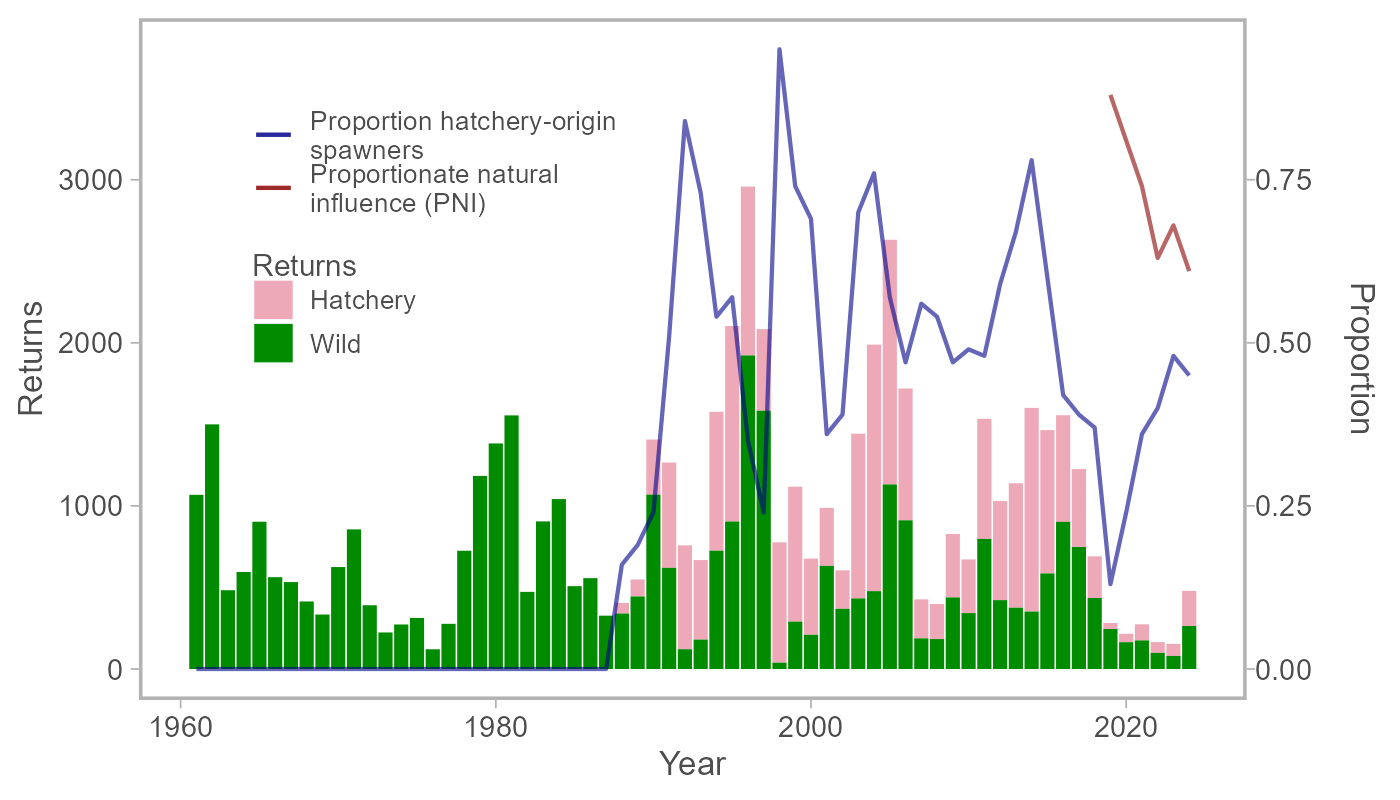 Proportion hatchery-origin
spawners
Proportionate natural
influence (PNI)
Returns
Hatchery
Wild
Returns
3000
2000
1000
0
Proportion
0.75
0.50
0.25
0.00
1960
1980
2000
2020
Year